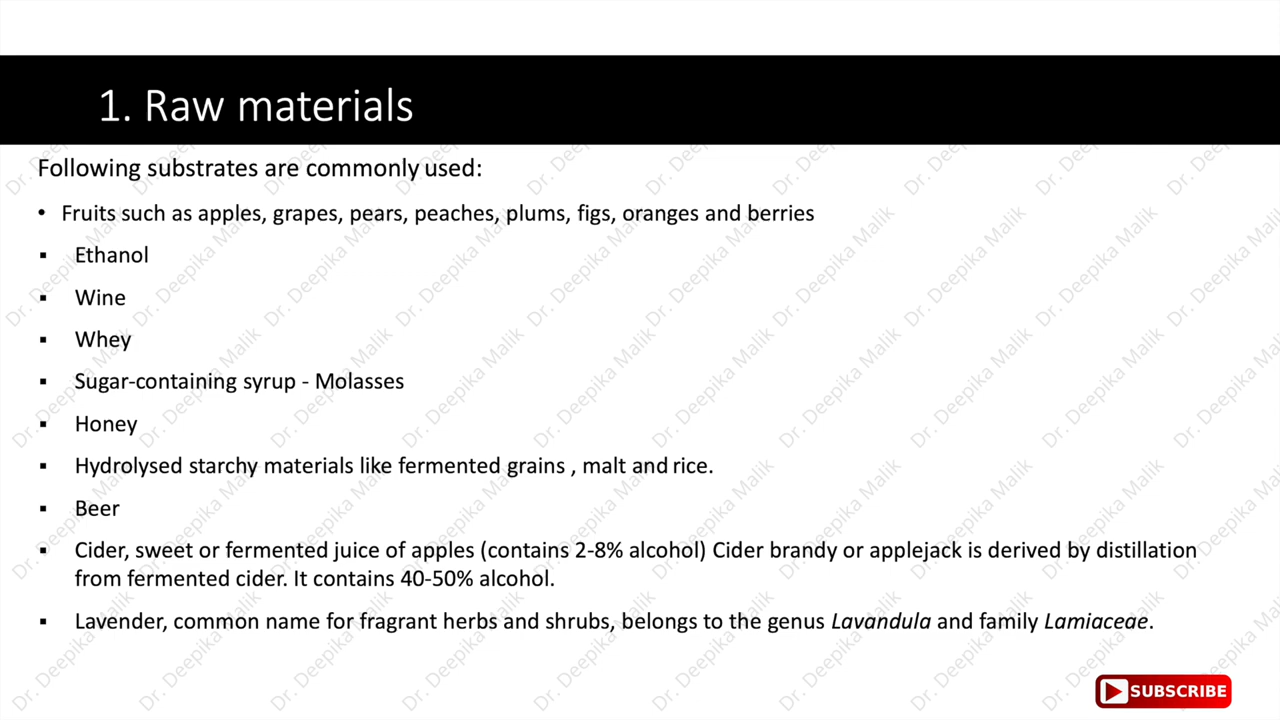 1. Raw materials
Following substrates are commonly used:
• Fruits such as apples, grapes, pears, peaches, plums, figs, oranges and berries
▪ Ethanol
▪ Wine
▪ Whey
▪ Sugar-containing syrup - Molasses
▪ Honey
▪ Hydrolysed starchy materials like fermented grains , malt and rice.
▪ Beer
▪ Cider, sweet or fermented juice of apples (contains 2-8% alcohol) Cider brandy or applejack is derived by distillation
from fermented cider. It contains 40-50% alcohol.
▪ Lavender, common name for fragrant herbs and shrubs, belongs to the genus Lavandula and family Lamiaceae.
Dr. Deepika Malik
SUBSCRIBE